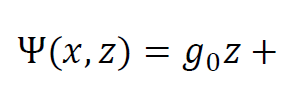 Ψ(x, z) = g₀z +